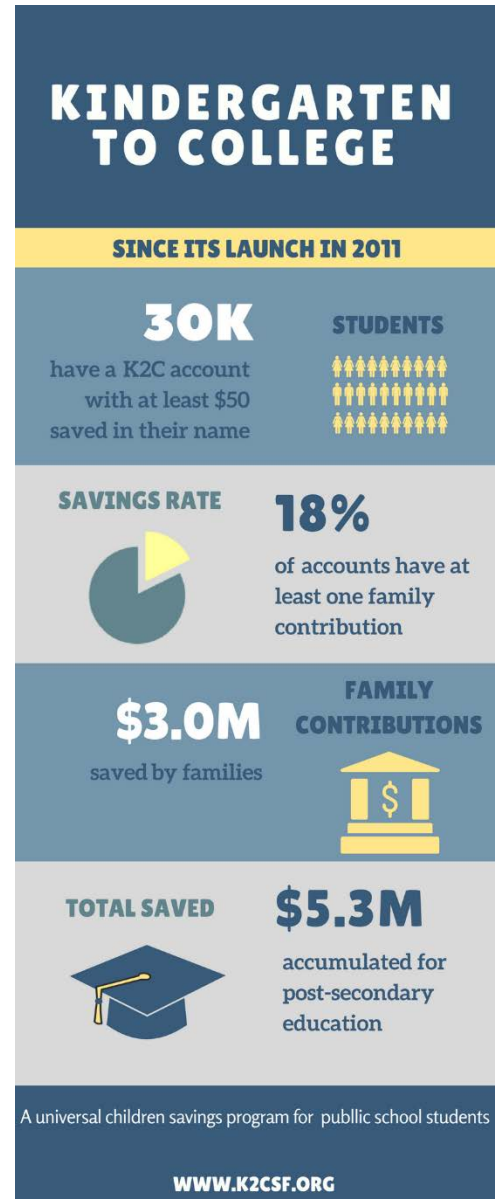 KINDERGARTEN
TO COLLEGE
SINCE ITS LAUNCH IN 2011
30K
have a K2C account
with at least $50
saved in their name
STUDENTS
SAVINGS RATE
18%
of accounts have at
least one family
contribution
$3.0M
saved by families
FAMILY
CONTRIBUTIONS
$
TOTAL SAVED
$5.3M
accumulated for
post-secondary
education
A universal children savings program for publlic school students
WWW.K2CSF.ORG